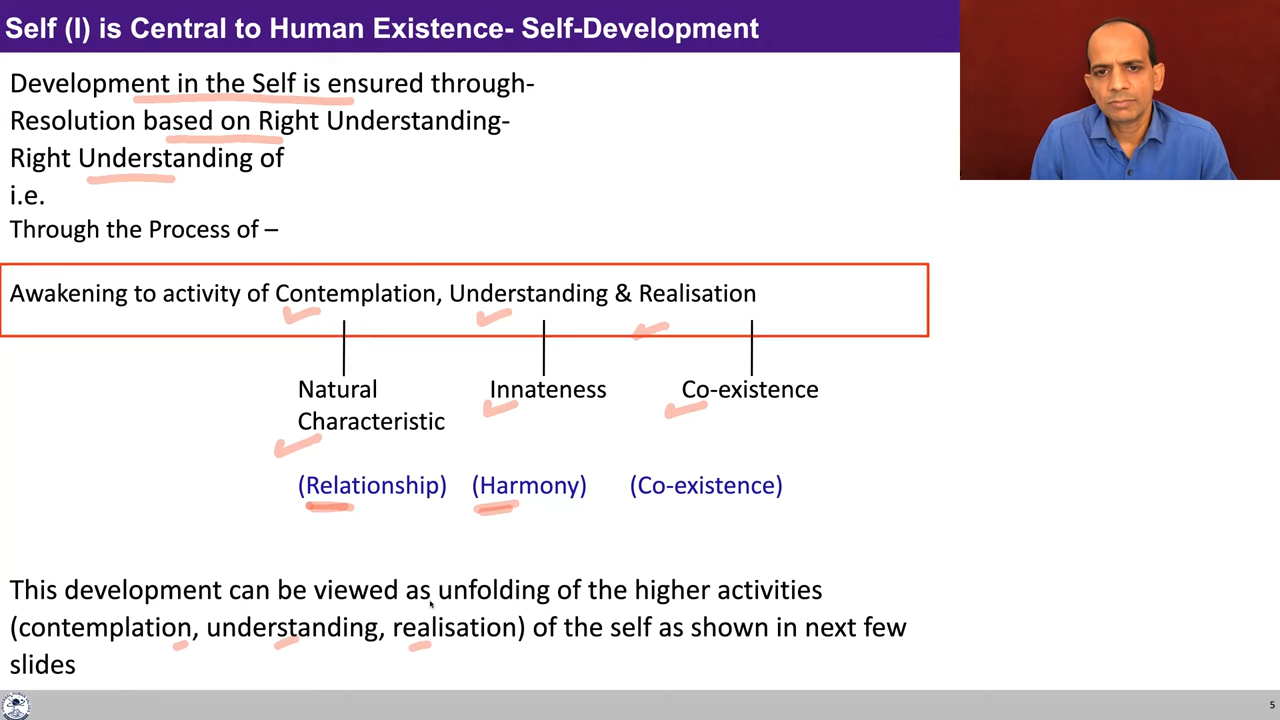 Self (I) is Central to Human Existence- Self-Development
Development in the Self is ensured through-
Resolution based on Right Understanding-
Right Understanding of
i.e.
Through the Process of –
Awakening to activity of Contemplation, Understanding & Realisation
Natural Innateness Co-existence
Characteristic
(Relationship) (Harmony) (Co-existence)
This development can be viewed as unfolding of the higher activities
(contemplation, understanding, realisation) of the self as shown in next few
slides
5